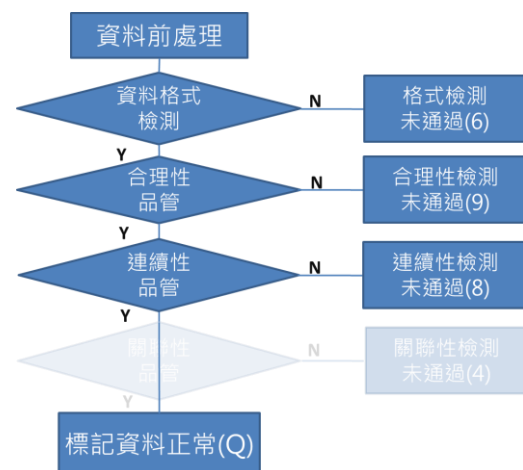 資料前處理
資料格式
檢測
N
格式檢測
未通過(6)
Y
合理性
品管
N
合理性檢測
未通過(9)
Y
連續性
品管
N
連續性檢測
未通過(8)
Y
關聯性
品管
N
關聯性檢測
未通過(4)
Y
標記資料正常(Q)